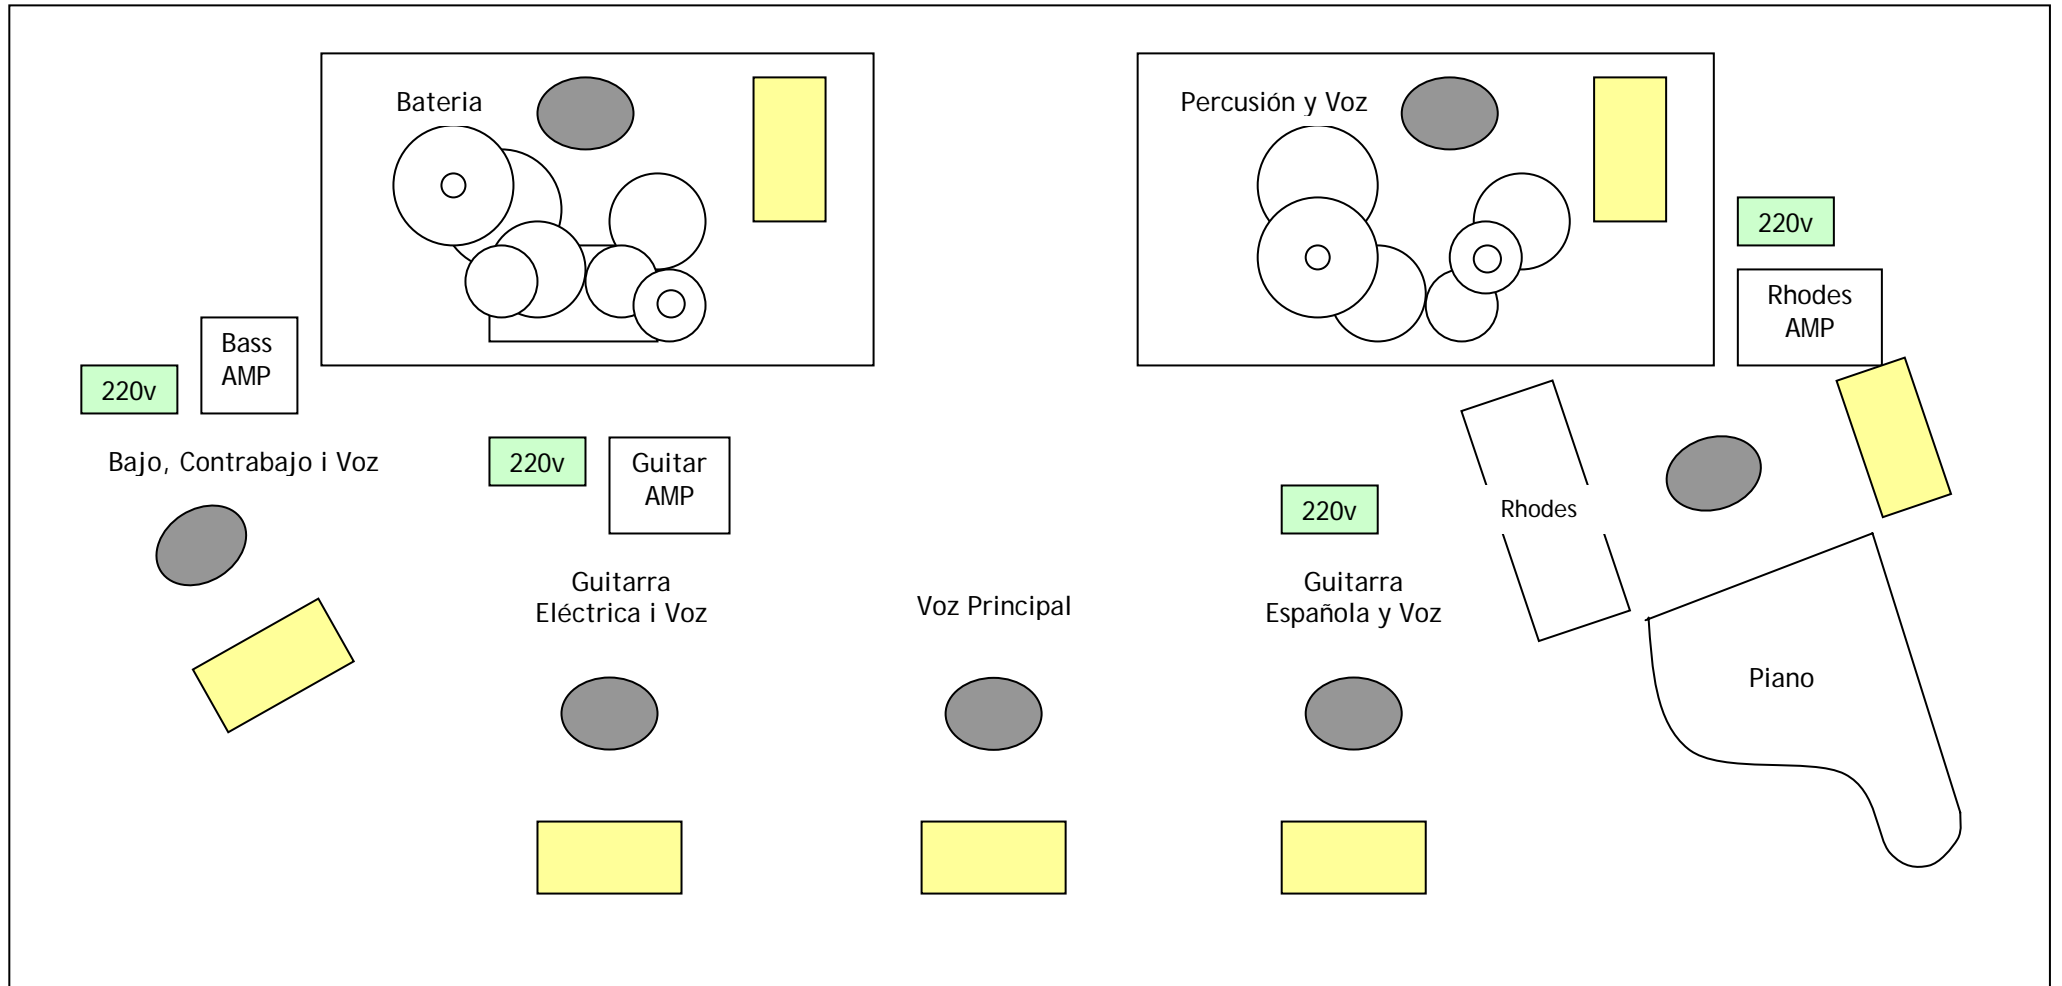 Bateria
Percusión y Voz
220v
Rhodes
AMP
Bass
AMP
220v
Bajo, Contrabajo i Voz
220v
Guitar
AMP
220v
Rhodes
Guitarra
Eléctrica i Voz
Voz Principal
Guitarra
Española y Voz
Piano